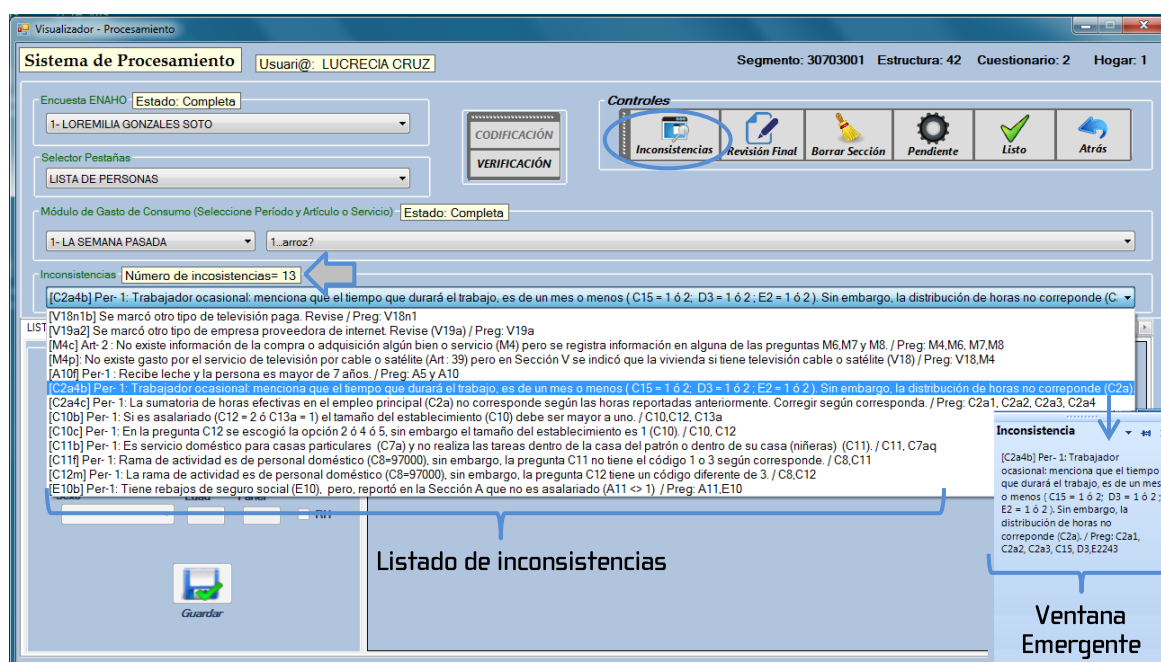 Visualizador - Procesamiento
Sistema de Procesamiento
Usuari@: LUCRECIA CRUZ
Segmento: 30703001 Estructura: 42 Cuestionario: 2 Hogar: 1
Encuesta ENAHO
Estado: Completa
1- LOREMILIA GONZALES SOTO
Selector Pestañas
LISTA DE PERSONAS
CODIFICACIÓN
VERIFICACIÓN
Controles
Inconsistencias
Revisión Final
Borrar Sección
Pendiente
Listo
Atrás
Módulo de Gasto de Consumo (Seleccione Período y Artículo o Servicio)
Estado: Completa
1- LA SEMANA PASADA
1...arroz?
Inconsistencias
Número de incosistencias= 13
[C2a4b] Per- 1: Trabajador ocasional: menciona que el tiempo que durará el trabajo, es de un mes o menos ( C15 = 1 ó 2; D3 = 1 ó 2 ; E2 = 1 ó 2 ). Sin embargo, la distribución de horas no correponde (C
LIST
[V18n1b] Se marcó otro tipo de televisión paga. Revise / Preg: V18n1
[V19a2] Se marcó otro tipo de empresa proveedora de internet. Revise (V19a) / Preg: V19a
[M4c] Art- 2 : No existe información de la compra o adquisición algún bien o servicio (M4) pero se registra información en alguna de las preguntas M6,M7 y M8. / Preg: M4,M6, M7,M8
[M4p]: No existe gasto por el servicio de televisión por cable o satélite (Art : 39) pero en Sección V se indicó que la vivienda si tiene televisión cable o satélite (V18) / Preg: V18,M4
[A10f] Per-1 : Recibe leche y la persona es mayor de 7 años. / Preg: A5 y A10
[C2a4b] Per- 1: Trabajador ocasional: menciona que el tiempo que durará el trabajo, es de un mes o menos ( C15 = 1 ó 2; D3 = 1 ó 2 ; E2 = 1 ó 2 ). Sin embargo, la distribución de horas no correponde (C2a).
[C2a4c] Per- 1: La sumatoria de horas efectivas en el empleo principal (C2a) no corresponde según las horas reportadas anteriormente. Corregir según corresponda. / Preg: C2a1, C2a2, C2a3, C2a4
[C10b] Per- 1: Si es asalariado (C12 = 2 ó C13a = 1) el tamaño del establecimiento (C10) debe ser mayor a uno. / C10,C12, C13a
[C10c] Per- 1: En la pregunta C12 se escogió la opción 2 ó 4 ó 5, sin embargo el tamaño del establecimiento es 1 (C10). / C10, C12
[C11b] Per- 1: Es servicio doméstico para casas particulares (C7a) y no realiza las tareas dentro de la casa del patrón o dentro de su casa (niñeras) (C11). / C11, C7aq
[C11f] Per- 1: Rama de actividad es de personal doméstico (C8=97000), sin embargo, la pregunta C11 no tiene el código 1 o 3 según corresponde. / C8,C11
[C12m] Per- 1: La rama de actividad es de personal doméstico (C8=97000), sin embargo, la pregunta C12 tiene un código diferente de 3. / C8,C12
[E10b] Per-1: Tiene rebajos de seguro social (E10), pero, reportó en la Sección A que no es asalariado (A11 <> 1) / Preg: A11,E10
RH
Guardar
Listado de inconsistencias
Inconsistencia
[C2a4b] Per- 1: Trabajador
ocasional: menciona que el tiempo
que durará el trabajo, es de un mes
o menos ( C15 = 1 ó 2; D3 = 1 ó 2 ;
E2 = 1 ó 2 ). Sin embargo, la
distribución de horas no
correponde (C2a). / Preg: C2a1,
C2a2, C2a3, C15, D3,E2243
Ventana
Emergente